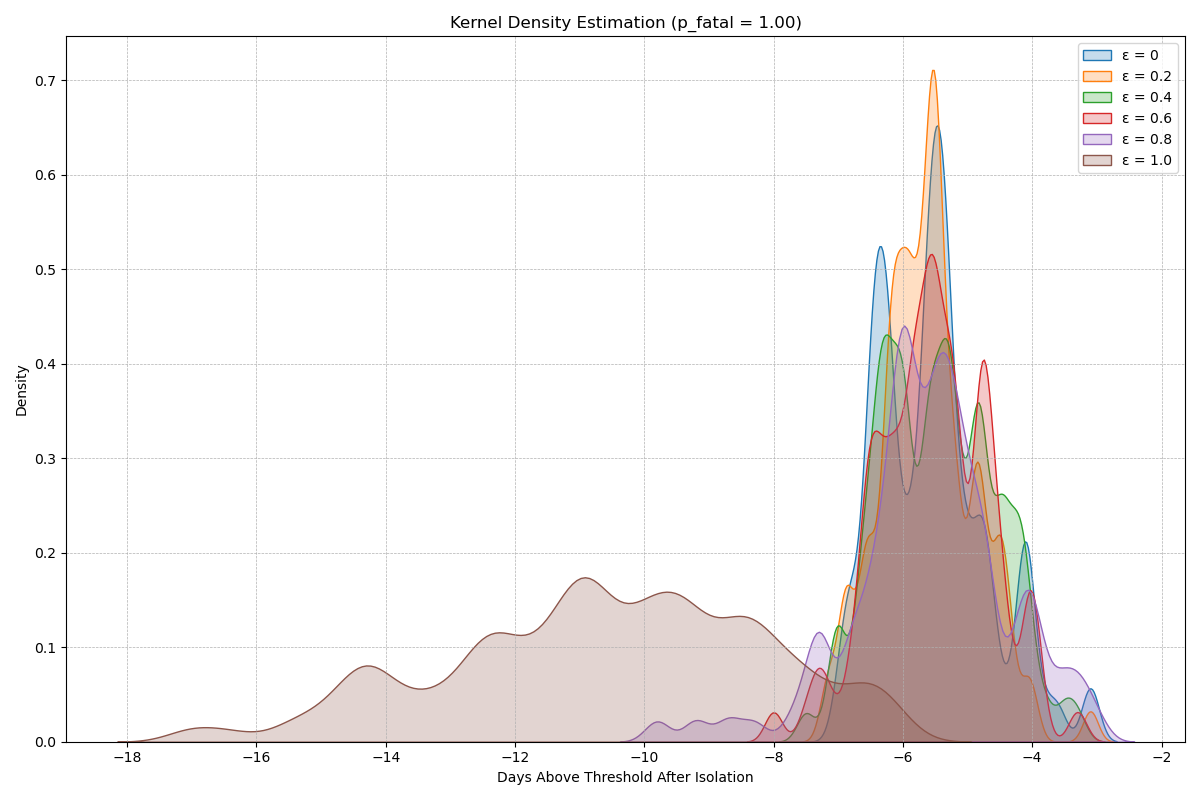 Kernel Density Estimation (p_fatal = 1.00)
ε = 0
ε = 0.2
ε = 0.4
ε = 0.6
ε = 0.8
ε = 1.0
Density
0.7
0.6
0.5
0.4
0.3
0.2
0.1
0.0
−18 −16 −14 −12 −10 −8 −6 −4 −2
Days Above Threshold After Isolation